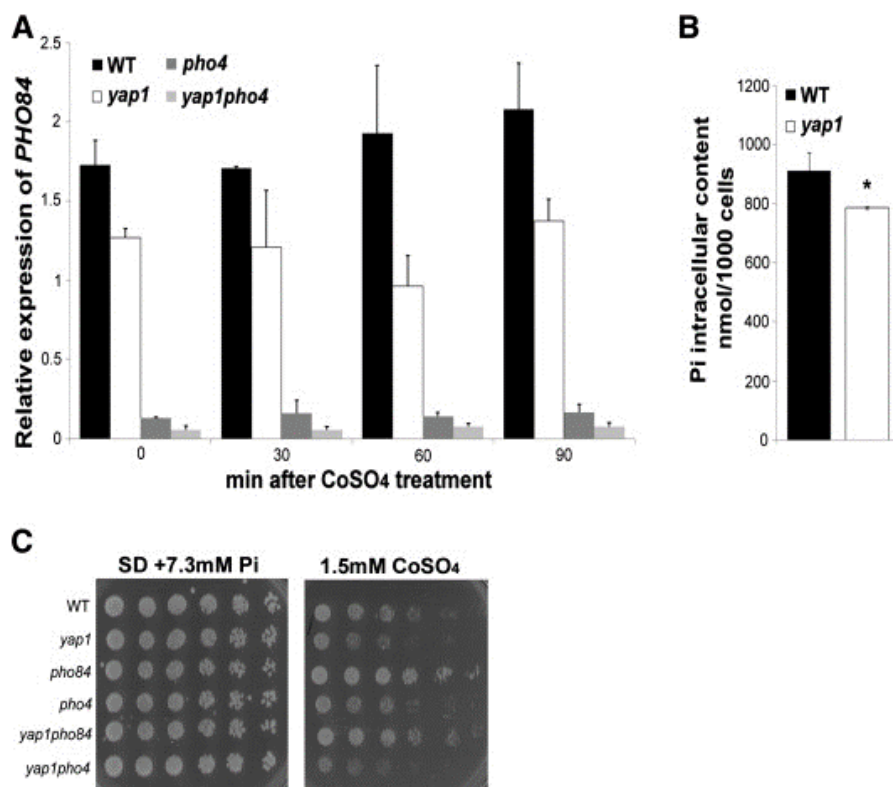 A
Relative expression of PHO84
2.5
2
1.5
1
0.5
0
WT
pho4
yap1
yap1pho4
0
30
60
90
min after CoSO4 treatment
B
Pi intracellular content
nmol/1000 cells
1200
1000
800
600
400
200
0
WT
yap1
*
C
SD +7.3mM Pi
1.5mM CoSO4
WT
yap1
pho84
pho4
yap1pho84
yap1pho4